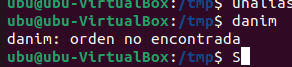 ubu@ubu-VirtualBox:/tmp$ unalias
ubu@ubu-VirtualBox:/tmp$ danim
danim: orden no encontrada
ubu@ubu-VirtualBox:/tmp$ S